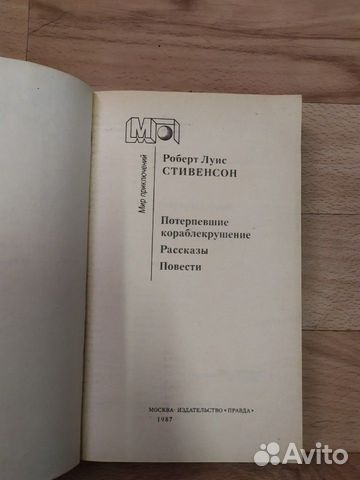 МП
Мир приключений
Роберт Луис
СТИВЕНСОН
Потерпевшие
кораблекрушение
Рассказы
Повести
МОСКВА · ИЗДАТЕЛЬСТВО «ПРАВДА»
1987
Avito